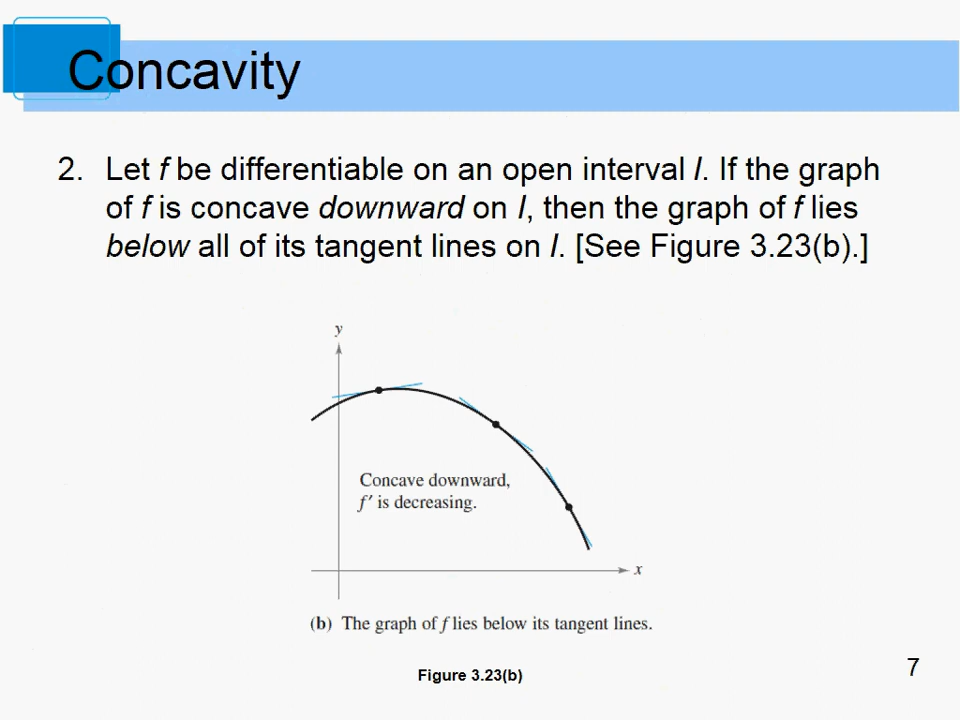 Concavity
2. Let f be differentiable on an open interval I. If the graph
of f is concave downward on I, then the graph of f lies
below all of its tangent lines on I. [See Figure 3.23(b).]
y
Concave downward,
f′ is decreasing.
x
(b) The graph of f lies below its tangent lines.
Figure 3.23(b)
7